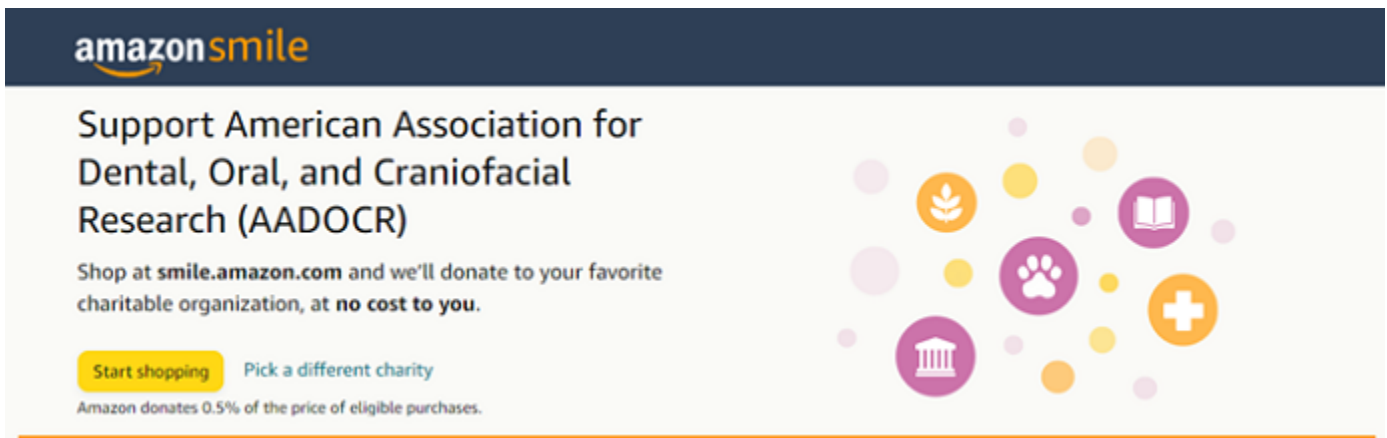 amazonsmile
Support American Association for
Dental, Oral, and Craniofacial
Research (AADOCR)
Shop at smile.amazon.com and we'll donate to your favorite
charitable organization, at no cost to you.
Start shopping Pick a different charity
Amazon donates 0.5% of the price of eligible purchases.